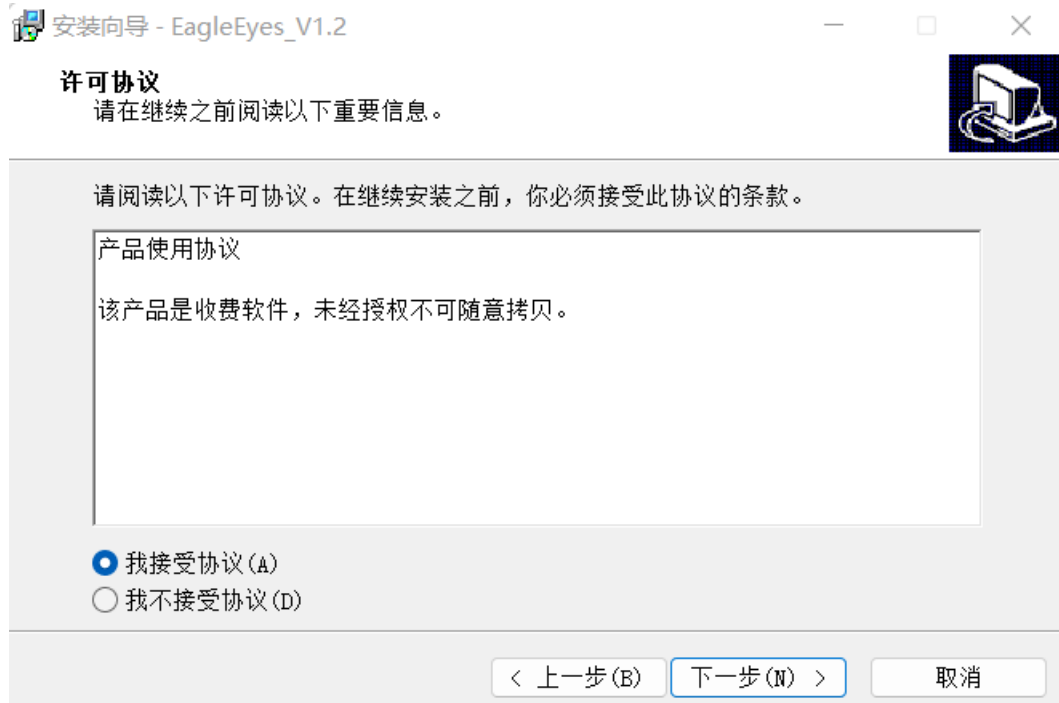 安装向导 - EagleEyes_V1.2
许可协议
请在继续之前阅读以下重要信息。
请阅读以下许可协议。在继续安装之前，你必须接受此协议的条款。
产品使用协议
该产品是收费软件，未经授权不可随意拷贝。
我接受协议(A)
我不接受协议(D)
< 上一步(B) 下一步(N) > 取消